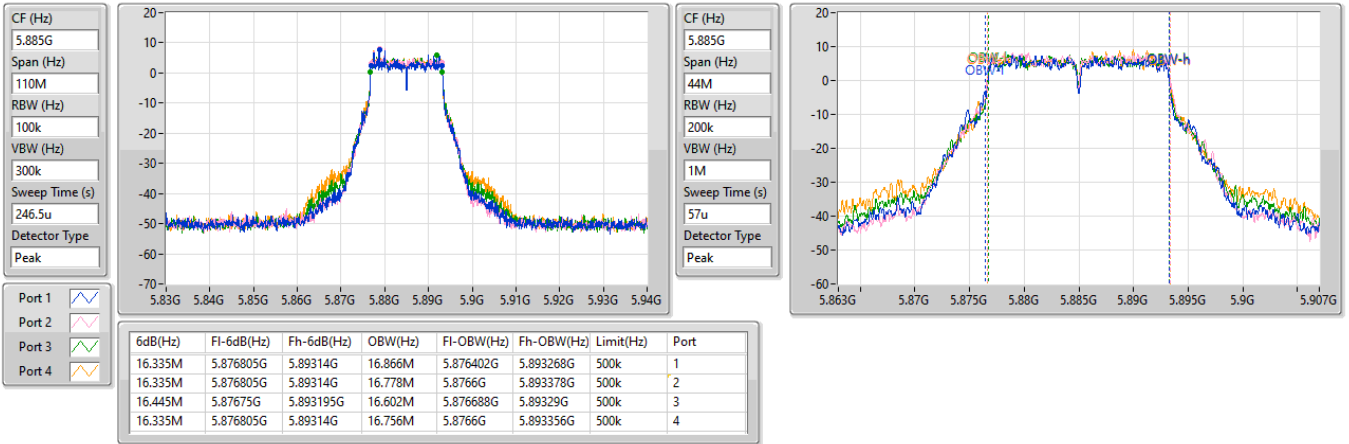 CF (Hz)
5.885G
Span (Hz)
110M
RBW (Hz)
100k
VBW (Hz)
300k
Sweep Time (s)
246.5u
Detector Type
Peak
20
10
0
-10
-20
-30
-40
-50
-60
-70
5.83G 5.84G 5.85G 5.86G 5.87G 5.88G 5.89G 5.9G 5.91G 5.92G 5.93G 5.94G
CF (Hz)
5.885G
Span (Hz)
44M
RBW (Hz)
200k
VBW (Hz)
1M
Sweep Time (s)
57u
Detector Type
Peak
20
10
0
-10
-20
-30
-40
-50
-60
OBW-l
OBW-h
5.863G 5.87G 5.875G 5.88G 5.885G 5.89G 5.895G 5.9G 5.907G
Port 1
Port 2
Port 3
Port 4
6dB(Hz) Fl-6dB(Hz) Fh-6dB(Hz) OBW(Hz) Fl-OBW(Hz) Fh-OBW(Hz) Limit(Hz) Port
16.335M 5.876805G 5.89314G 16.866M 5.876402G 5.893268G 500k 1
16.335M 5.876805G 5.89314G 16.778M 5.8766G 5.893378G 500k 2
16.445M 5.87675G 5.893195G 16.602M 5.876688G 5.89329G 500k 3
16.335M 5.876805G 5.89314G 16.756M 5.8766G 5.893356G 500k 4